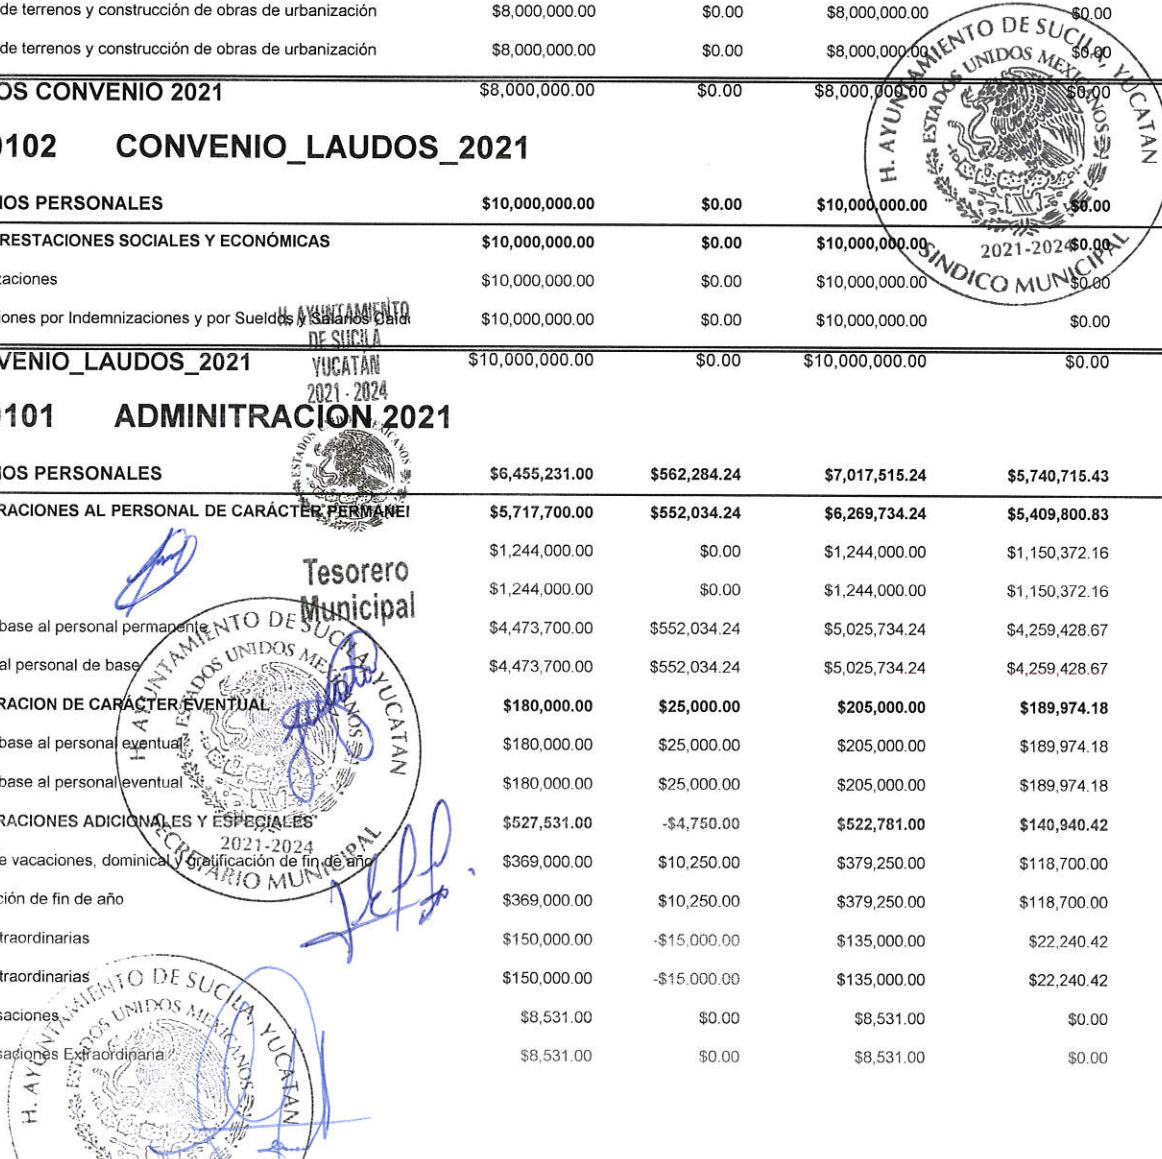 de terrenos y construcción de obras de urbanización $8,000,000.00 $0.00 $8,000,000.00 $0.00
de terrenos y construcción de obras de urbanización $8,000,000.00 $0.00 $8,000,000.00 $0.00
OS CONVENIO 2021 $8,000,000.00 $0.00 $8,000,000.00 $0.00
0102 CONVENIO_LAUDOS_2021
IOS PERSONALES $10,000,000.00 $0.00 $10,000,000.00 $0.00
RESTACIONES SOCIALES Y ECONÓMICAS $10,000,000.00 $0.00 $10,000,000.00 $0.00
zaciones $10,000,000.00 $0.00 $10,000,000.00 $0.00
iones por Indemnizaciones y por Sueldos y Salarios Caídc $10,000,000.00 $0.00 $10,000,000.00 $0.00
VENIO_LAUDOS_2021 $10,000,000.00 $0.00 $10,000,000.00 $0.00
0101 ADMINITRACION 2021
IOS PERSONALES $6,455,231.00 $562,284.24 $7,017,515.24 $5,740,715.43
RACIONES AL PERSONAL DE CARÁCTER PERMANEI $5,717,700.00 $552,034.24 $6,269,734.24 $5,409,800.83
$1,244,000.00 $0.00 $1,244,000.00 $1,150,372.16
$1,244,000.00 $0.00 $1,244,000.00 $1,150,372.16
base al personal permanente $4,473,700.00 $552,034.24 $5,025,734.24 $4,259,428.67
al personal de base $4,473,700.00 $552,034.24 $5,025,734.24 $4,259,428.67
RACION DE CARÁCTER EVENTUAL $180,000.00 $25,000.00 $205,000.00 $189,974.18
base al personal eventual $180,000.00 $25,000.00 $205,000.00 $189,974.18
base al personal eventual $180,000.00 $25,000.00 $205,000.00 $189,974.18
RACIONES ADICIONALES Y ESPECIALES $527,531.00 -$4,750.00 $522,781.00 $140,940.42
e vacaciones, dominical y gratificación de fin de año $369,000.00 $10,250.00 $379,250.00 $118,700.00
ción de fin de año $369,000.00 $10,250.00 $379,250.00 $118,700.00
traordinarias $150,000.00 -$15,000.00 $135,000.00 $22,240.42
traordinarias $150,000.00 -$15,000.00 $135,000.00 $22,240.42
saciones $8,531.00 $0.00 $8,531.00 $0.00
saciones Extraordinaria $8,531.00 $0.00 $8,531.00 $0.00
H. AYUNTAMIENTO DE SUCILA, YUCATAN
ESTADOS UNIDOS MEXICANOS
2021-2024
SINDICO MUNICIPAL
H. AYUNTAMIENTO
DE SUCILA
YUCATAN
2021 - 2024
ESTADOS UNIDOS MEXICANOS
Tesorero
Municipal
H. AYUNTAMIENTO DE SUCILA, YUCATAN
ESTADOS UNIDOS MEXICANOS
2021-2024
SECRETARIO MUNICIPAL
H. AYUNTAMIENTO DE SUCILA, YUCATAN
ESTADOS UNIDOS MEXICANOS